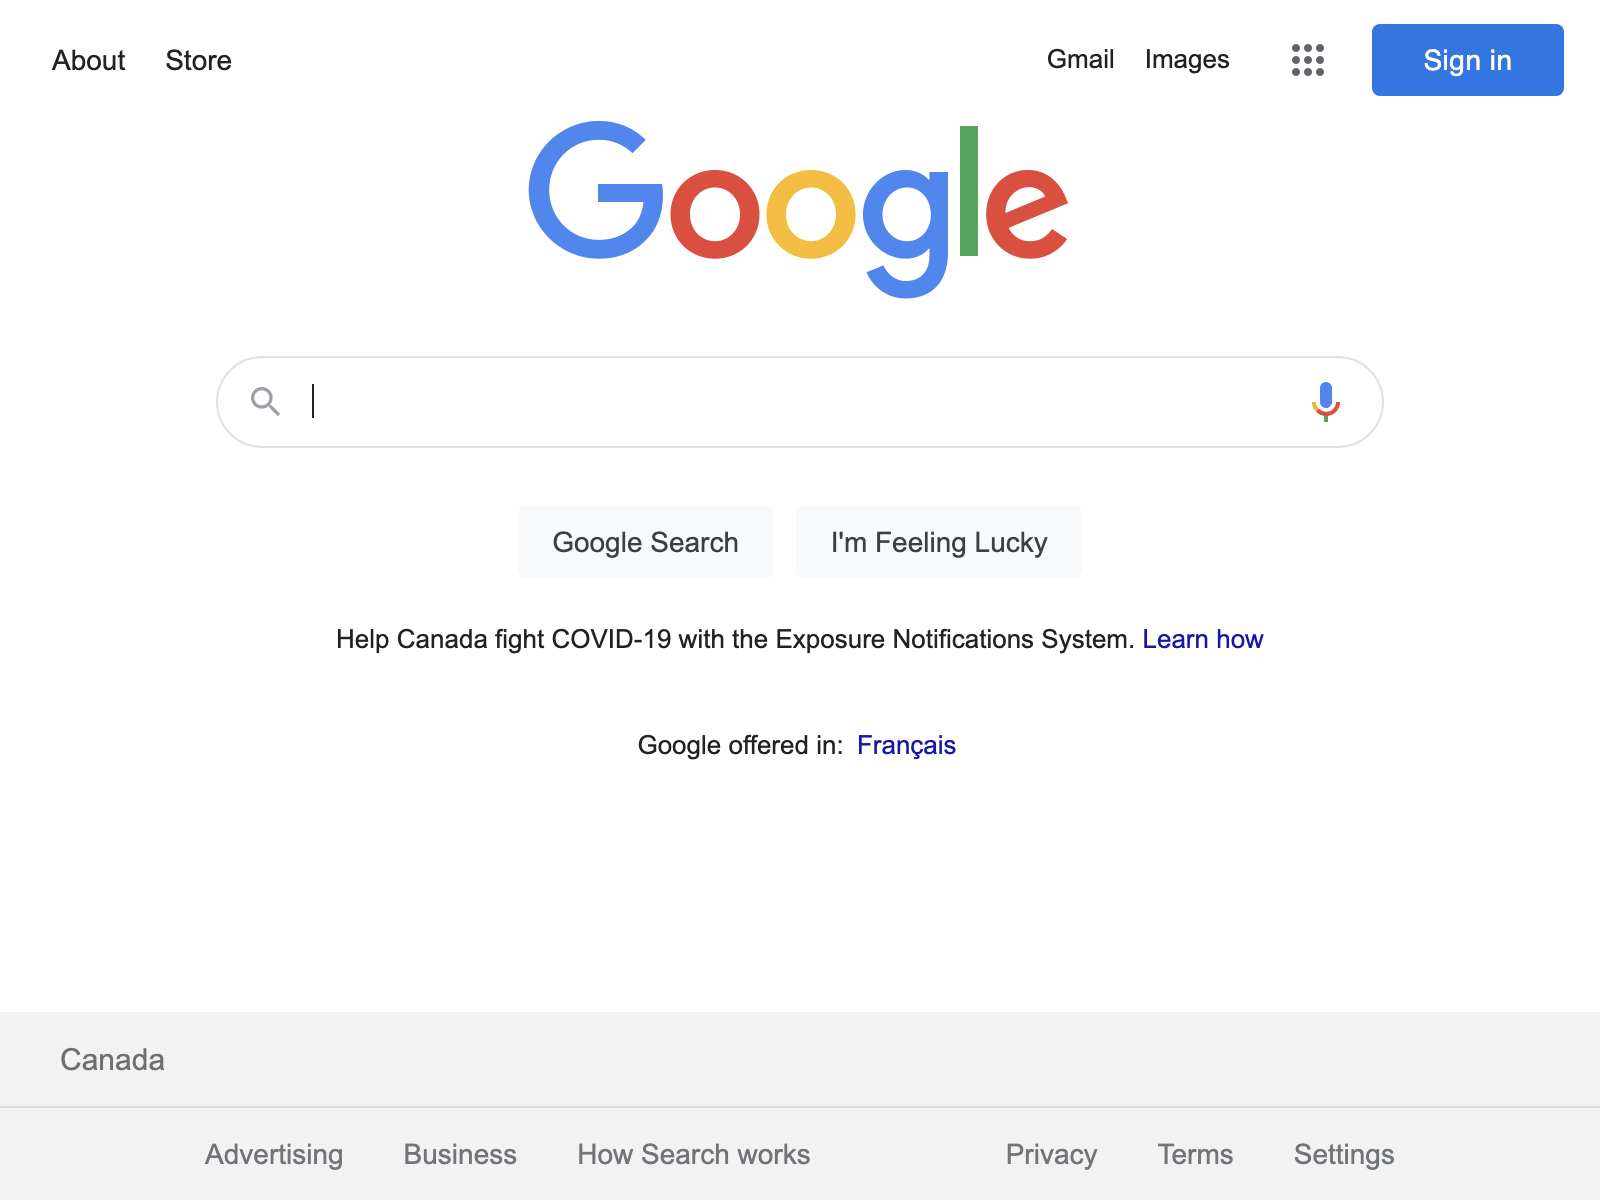 About Store Gmail Images Sign in
Google
Google Search I'm Feeling Lucky
Help Canada fight COVID-19 with the Exposure Notifications System. Learn how
Google offered in: Français
Canada
Advertising Business How Search works Privacy Terms Settings